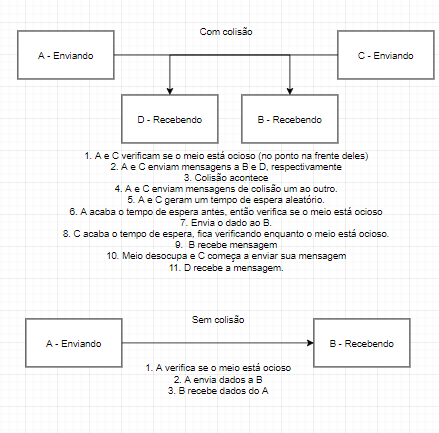 Com colisão
A - Enviando
C - Enviando
D - Recebendo
B - Recebendo
1. A e C verificam se o meio está ocioso (no ponto na frente deles)
2. A e C enviam mensagens a B e D, respectivamente
3. Colisão acontece
4. A e C enviam mensagens de colisão um ao outro.
5. A e C geram um tempo de espera aleatório.
6. A acaba o tempo de espera antes, então verifica se o meio está ocioso
7. Envia o dado ao B.
8. C acaba o tempo de espera, fica verificando enquanto o meio está ocioso.
9. B recebe mensagem
10. Meio desocupa e C começa a enviar sua mensagem
11. D recebe a mensagem.
Sem colisão
A - Enviando
B - Recebendo
1. A verifica se o meio está ocioso
2. A envia dados a B
3. B recebe dados do A